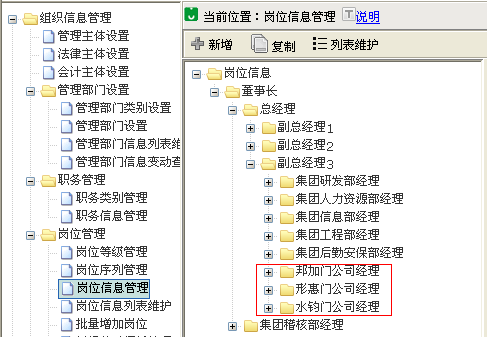 组织信息管理
管理主体设置
法律主体设置
会计主体设置
管理部门设置
管理部门类别设置
管理部门设置
管理部门信息列表维
管理部门信息变动查
职务管理
职务类别管理
职务信息管理
岗位管理
岗位等级管理
岗位序列管理
岗位信息管理
岗位信息列表维护
批量增加岗位
当前位置：岗位信息管理 说明
新增 复制 列表维护
岗位信息
董事长
总经理
副总经理1
副总经理2
副总经理3
集团研发部经理
集团人力资源部经理
集团信息部经理
集团工程部经理
集团后勤安保部经理
邦加门公司经理
形惠门公司经理
水钧门公司经理
集团稽核部经理